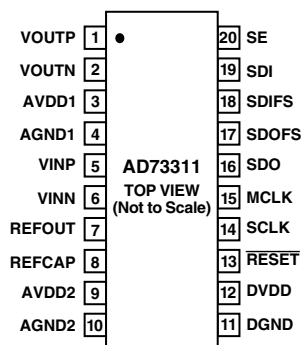 VOUTP 1
VOUTN 2
AVDD1 3
AGND1 4
VINP 5
VINN 6
REFOUT 7
REFCAP 8
AVDD2 9
AGND2 10
AD73311
TOP VIEW
(Not to Scale)
20 SE
19 SDI
18 SDIFS
17 SDOFS
16 SDO
15 MCLK
14 SCLK
13 RESET
12 DVDD
11 DGND